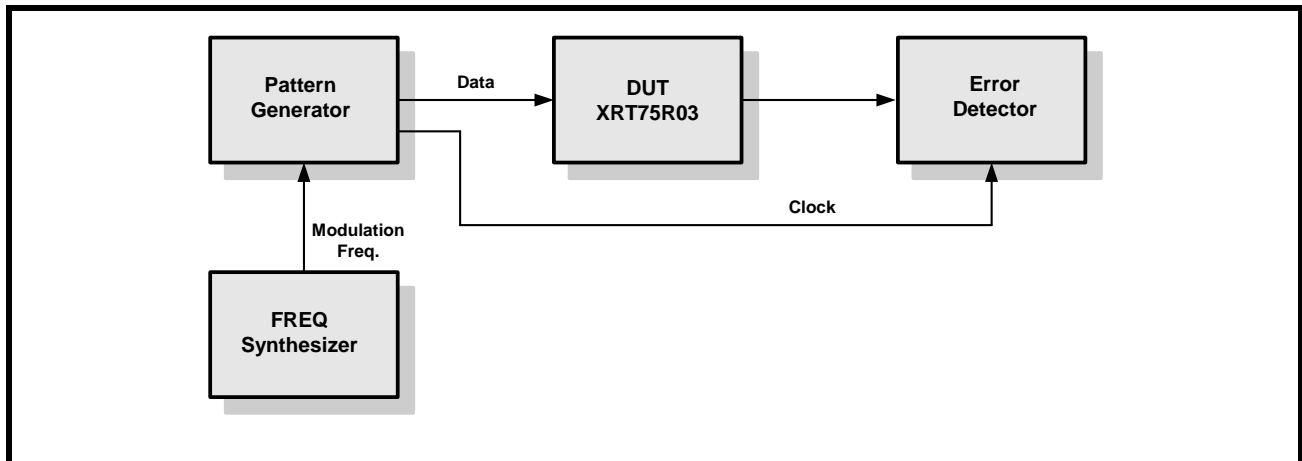 Pattern
Generator
Data
DUT
XRT75R03
Error
Detector
Clock
Modulation
Freq.
FREQ
Synthesizer